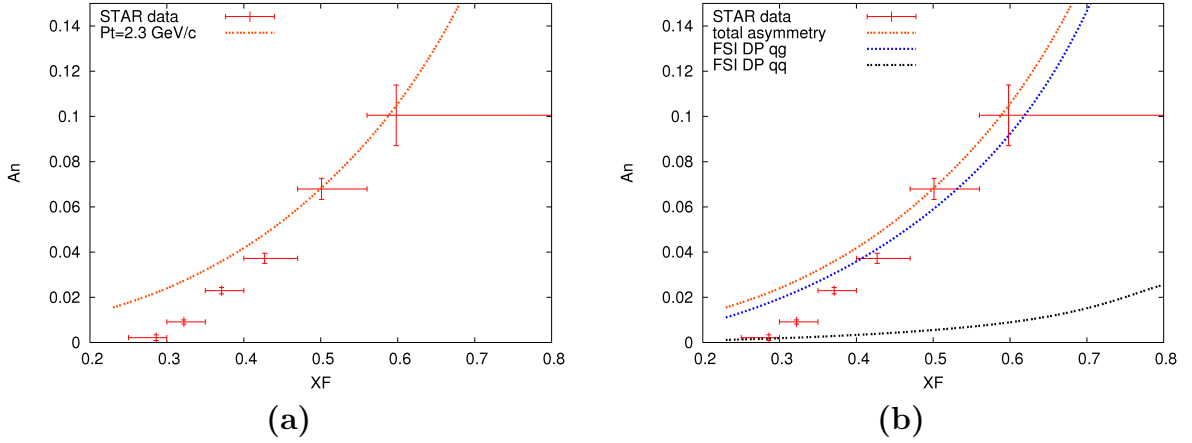 STAR data
Pt=2.3 GeV/c
An
0.14
0.12
0.1
0.08
0.06
0.04
0.02
0
0.2 0.3 0.4 0.5 0.6 0.7 0.8
XF
(a)
STAR data
total asymmetry
FSI DP qg
FSI DP qq
An
0.14
0.12
0.1
0.08
0.06
0.04
0.02
0
0.2 0.3 0.4 0.5 0.6 0.7 0.8
XF
(b)